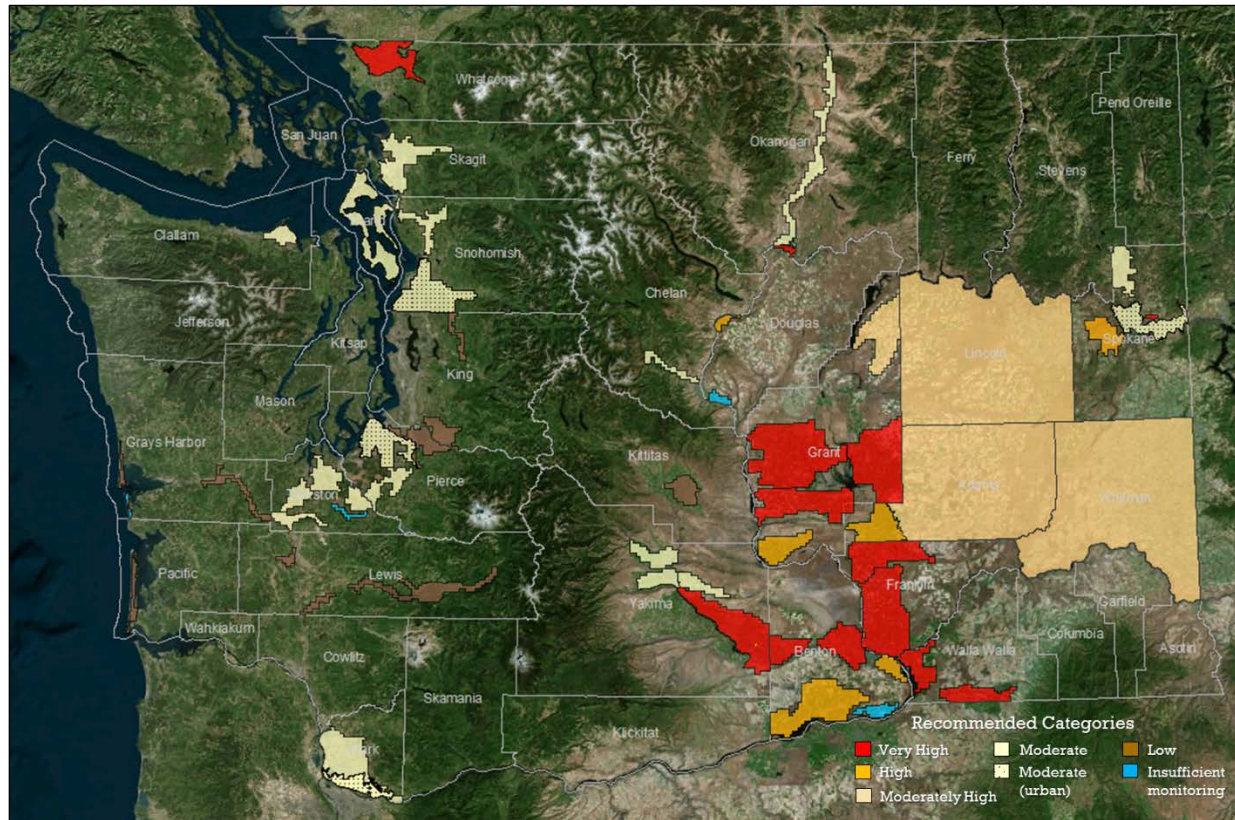 Whatcom
Pend Oreille
San Juan
Okanogan
Ferry
Skagit
Stevens
Island
Clallam
Snohomish
Chelan
Jefferson
Douglas
Kitsap
Spokane
Lincoln
King
Mason
Grays Harbor
Grant
Kittitas
Thurston
Pierce
Adams
Whitman
Pacific
Lewis
Franklin
Yakima
Garfield
Wahkiakum
Columbia
Benton
Walla Walla
Asotin
Cowlitz
Skamania
Klickitat
Clark
Recommended Categories
Very High
Moderate
Low
High
Moderate
(urban)
Insufficient
monitoring
Moderately High